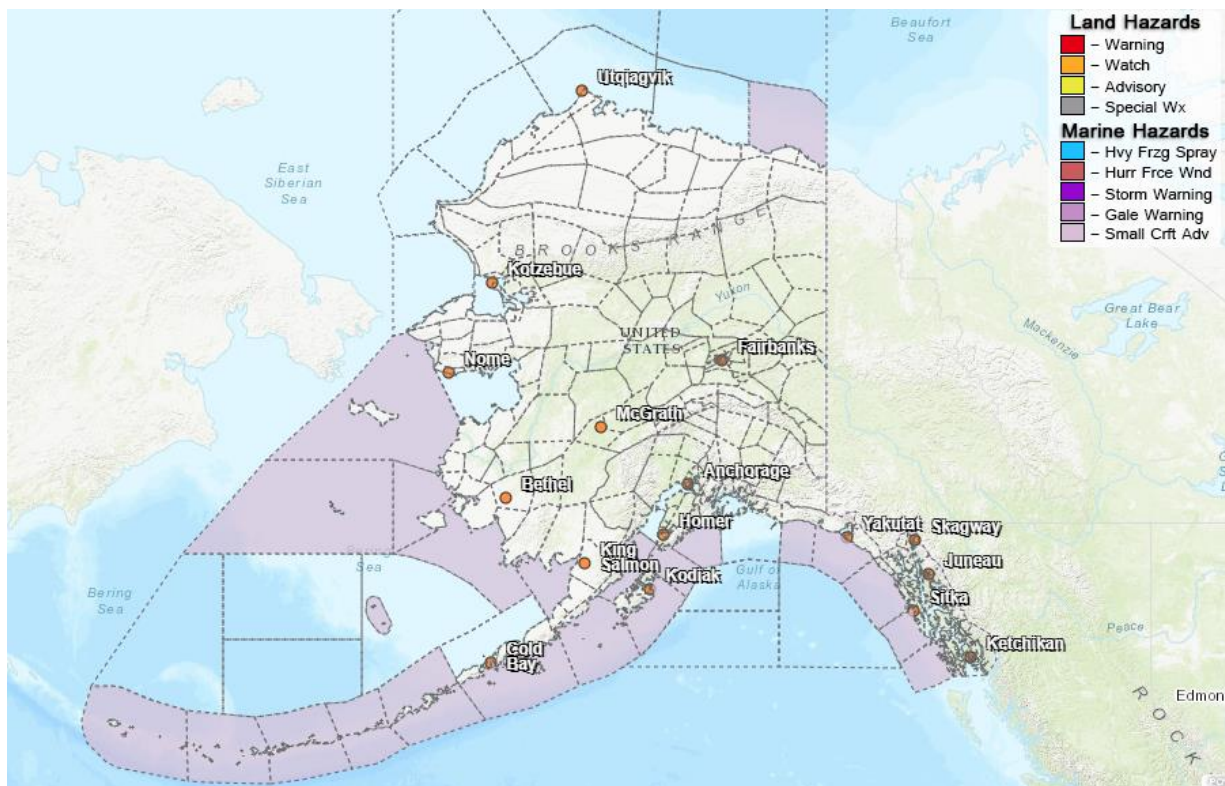 Beaufort
Sea
Land Hazards
– Warning
– Watch
– Advisory
– Special Wx
Marine Hazards
– Hvy Frzg Spray
– Hurr Frce Wnd
– Storm Warning
– Gale Warning
– Small Crft Adv
Utqiagvik
East
Siberian
Sea
BROOKS RANGE
Kotzebue
Yukon
Great Bear
Lake
Mackenzie
UNITED
STATES
Fairbanks
Nome
McGrath
Anchorage
Bethel
Homer
Yakutat
Skagway
King
Salmon
Sea
Kodiak
Gulf of
Alaska
Juneau
Bering
Sea
Sitka
Peace
Cold
Bay
Ketchikan
Edmon
ROCK